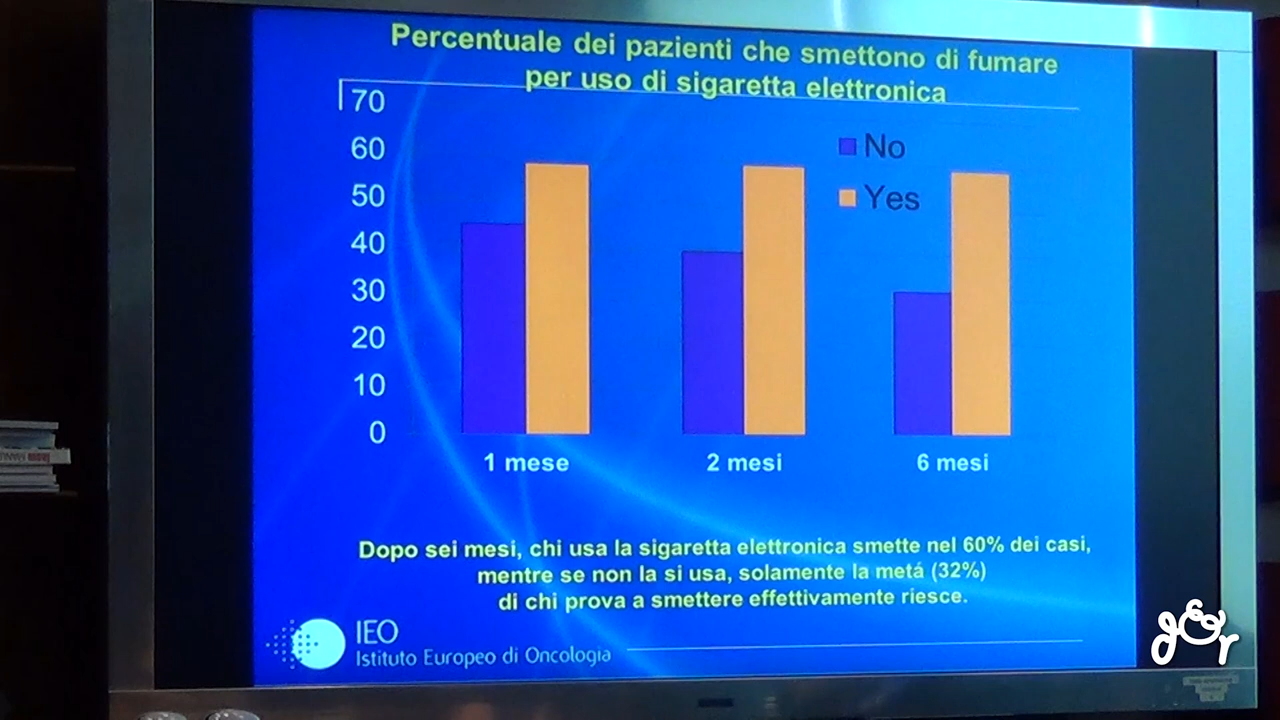 Percentuale dei pazienti che smettono di fumare
per uso di sigaretta elettronica
70
60
50
40
30
20
10
0
No
Yes
1 mese
2 mesi
6 mesi
Dopo sei mesi, chi usa la sigaretta elettronica smette nel 60% dei casi,
mentre se non la si usa, solamente la metá (32%)
di chi prova a smettere effettivamente riesce.
IEO
Istituto Europeo di Oncologia
g&r